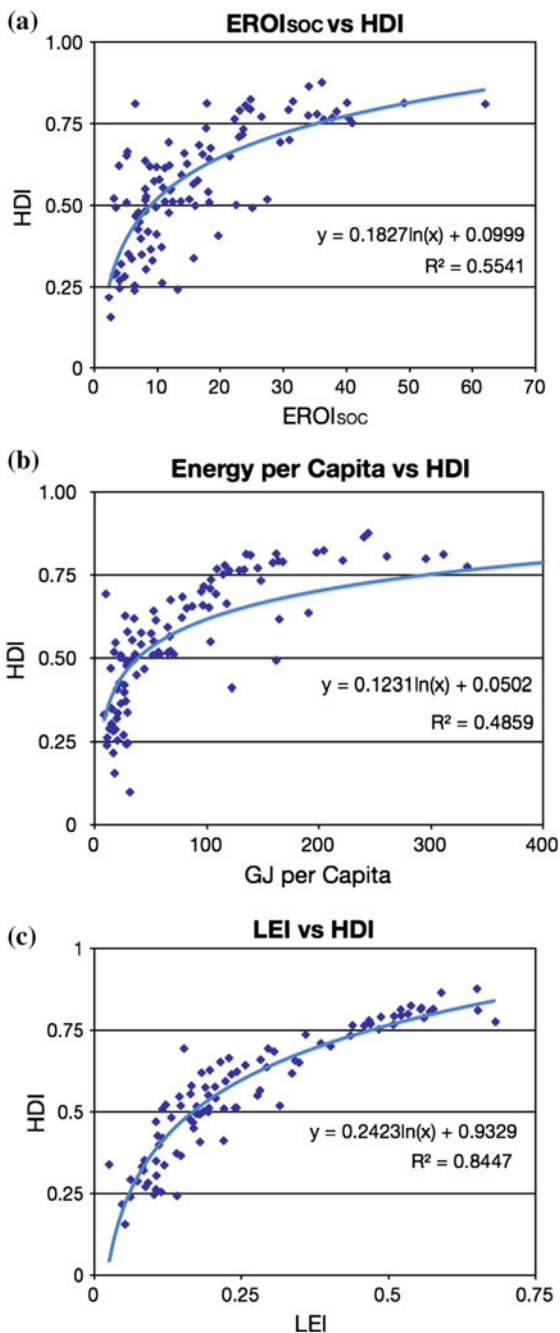 (a)
EROISOC vs HDI
1.00
0.75
0.50
0.25
0
HDI
y = 0.1827ln(x) + 0.0999
R² = 0.5541
0 10 20 30 40 50 60 70
EROISOC
(b)
Energy per Capita vs HDI
1.00
0.75
0.50
0.25
0
HDI
y = 0.1231ln(x) + 0.0502
R² = 0.4859
0 100 200 300 400
GJ per Capita
(c)
LEI vs HDI
1
0.75
0.5
0.25
0
HDI
y = 0.2423ln(x) + 0.9329
R² = 0.8447
0 0.25 0.5 0.75
LEI